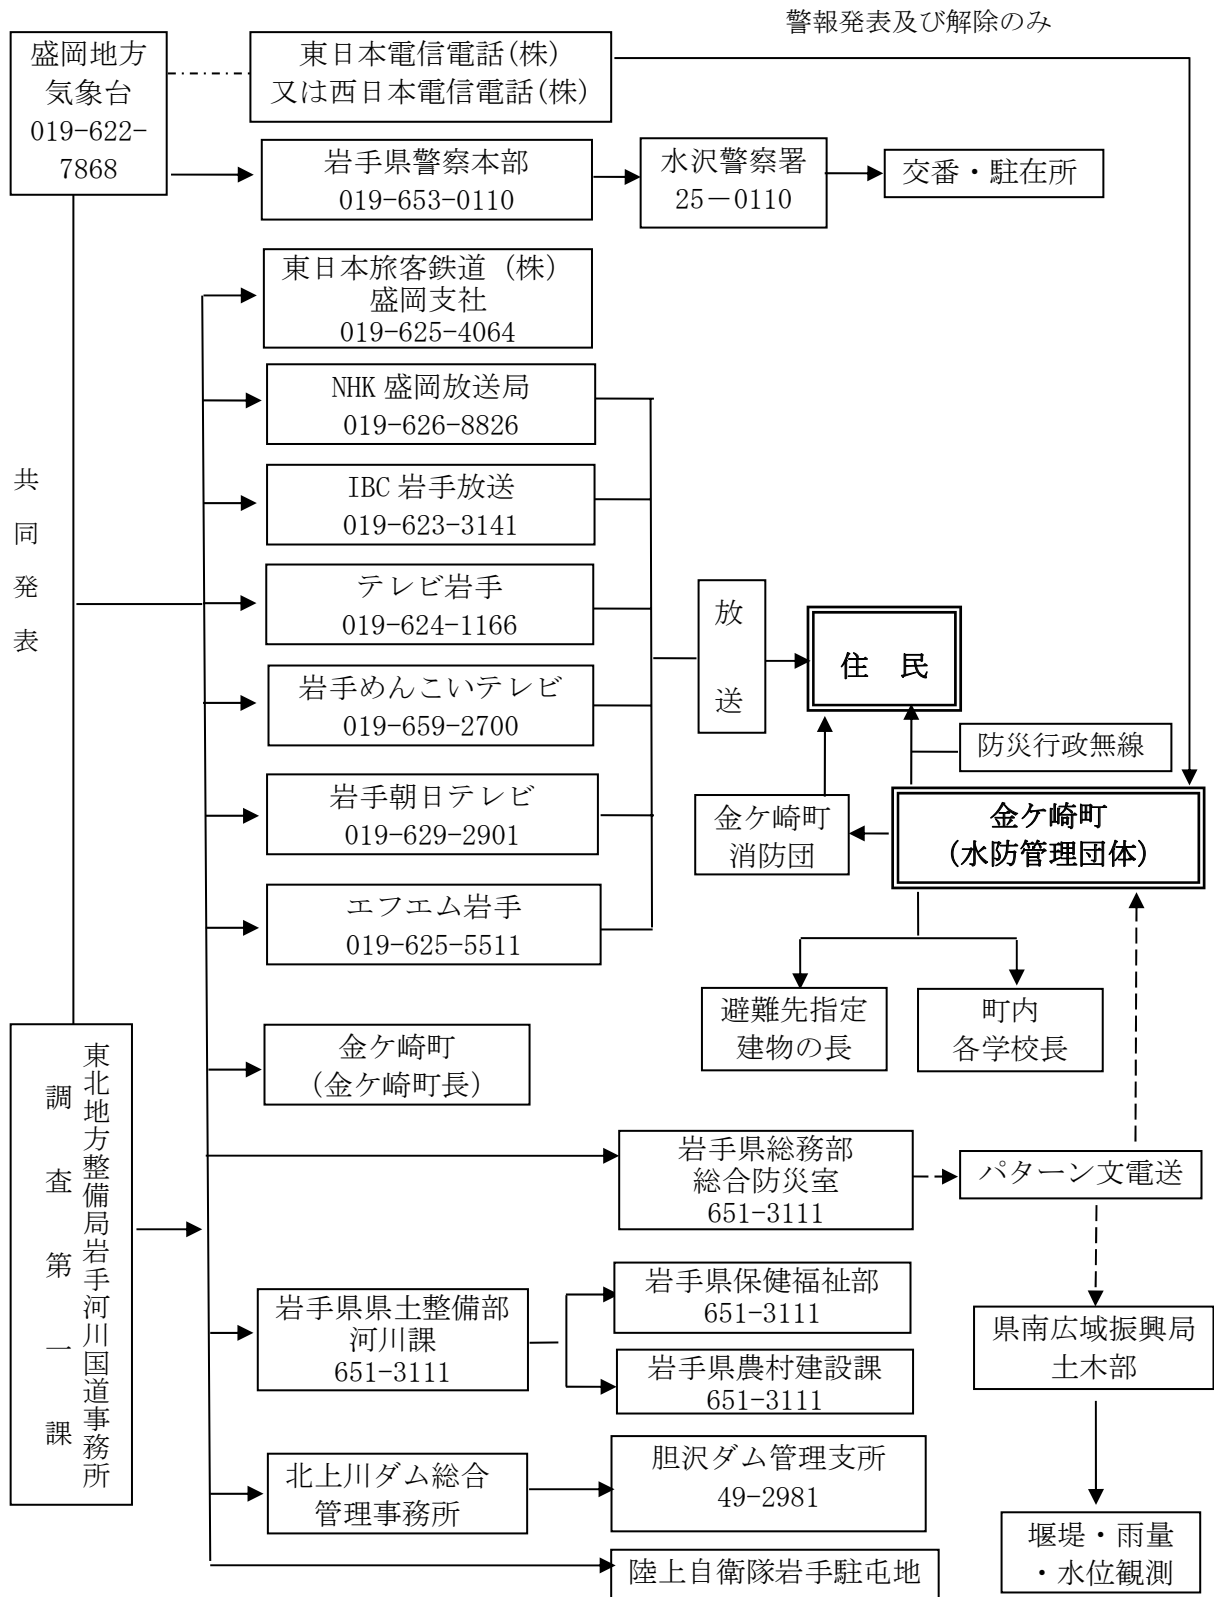 警報発表及び解除のみ
盛岡地方
気象台
019-622-
7868
東日本電信電話(株)
又は西日本電信電話(株)
岩手県警察本部
019-653-0110
水沢警察署
25－0110
交番・駐在所
東日本旅客鉄道（株）
盛岡支社
019-625-4064
NHK 盛岡放送局
019-626-8826
IBC 岩手放送
019-623-3141
テレビ岩手
019-624-1166
岩手めんこいテレビ
019-659-2700
岩手朝日テレビ
019-629-2901
エフエム岩手
019-625-5511
共同発表
放送
住　民
防災行政無線
金ケ崎町
消防団
金ケ崎町
(水防管理団体)
避難先指定
建物の長
町内
各学校長
金ケ崎町
（金ケ崎町長）
東北地方整備局岩手河川国道事務所
調査第一課
岩手県総務部
総合防災室
651-3111
パターン文電送
岩手県県土整備部
河川課
651-3111
岩手県保健福祉部
651-3111
岩手県農村建設課
651-3111
県南広域振興局
土木部
北上川ダム総合
管理事務所
胆沢ダム管理支所
49-2981
堰堤・雨量
・水位観測
陸上自衛隊岩手駐屯地